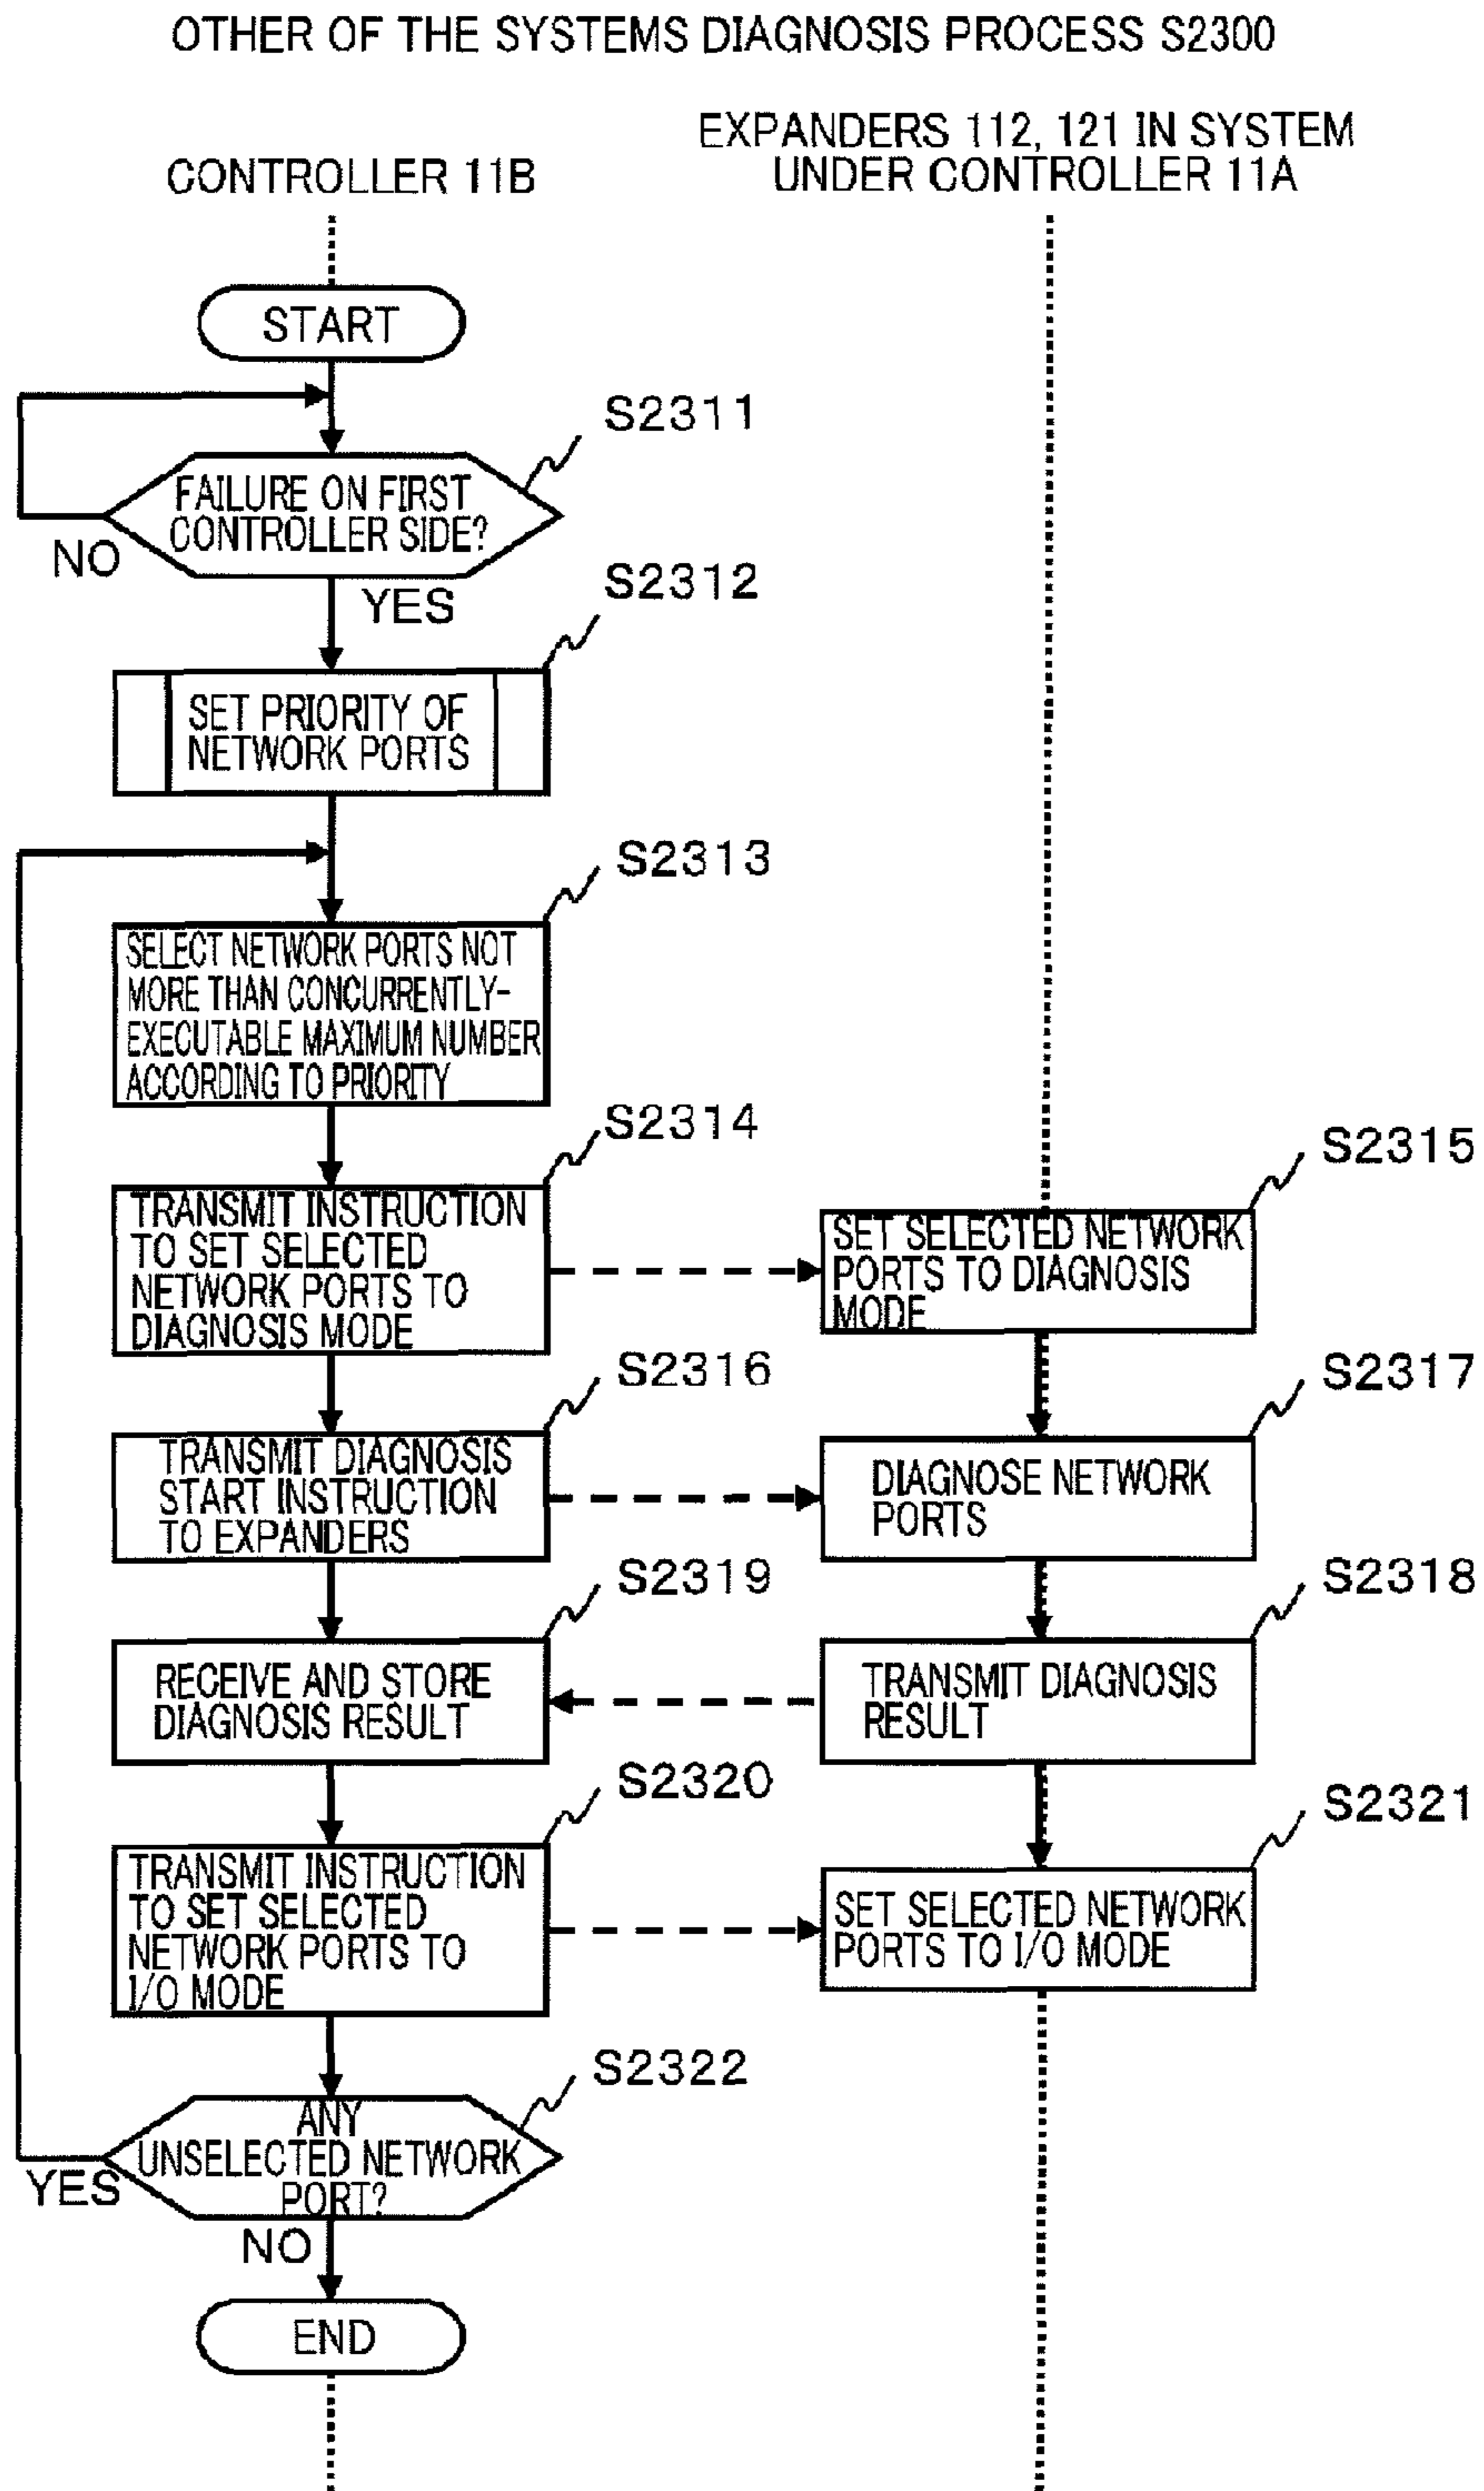 OTHER OF THE SYSTEMS DIAGNOSIS PROCESS S2300
EXPANDERS 112, 121 IN SYSTEM
UNDER CONTROLLER 11A
CONTROLLER 11B
START
S2311
FAILURE ON FIRST
CONTROLLER SIDE?
NO
YES
S2312
SET PRIORITY OF
NETWORK PORTS
S2313
SELECT NETWORK PORTS NOT
MORE THAN CONCURRENTLY-
EXECUTABLE MAXIMUM NUMBER
ACCORDING TO PRIORITY
S2314
TRANSMIT INSTRUCTION
TO SET SELECTED
NETWORK PORTS TO
DIAGNOSIS MODE
S2315
SET SELECTED NETWORK
PORTS TO DIAGNOSIS
MODE
S2316
TRANSMIT DIAGNOSIS
START INSTRUCTION
TO EXPANDERS
S2317
DIAGNOSE NETWORK
PORTS
S2319
RECEIVE AND STORE
DIAGNOSIS RESULT
S2318
TRANSMIT DIAGNOSIS
RESULT
S2320
TRANSMIT INSTRUCTION
TO SET SELECTED
NETWORK PORTS TO
I/O MODE
S2321
SET SELECTED NETWORK
PORTS TO I/O MODE
S2322
ANY
UNSELECTED NETWORK
PORT?
YES
NO
END